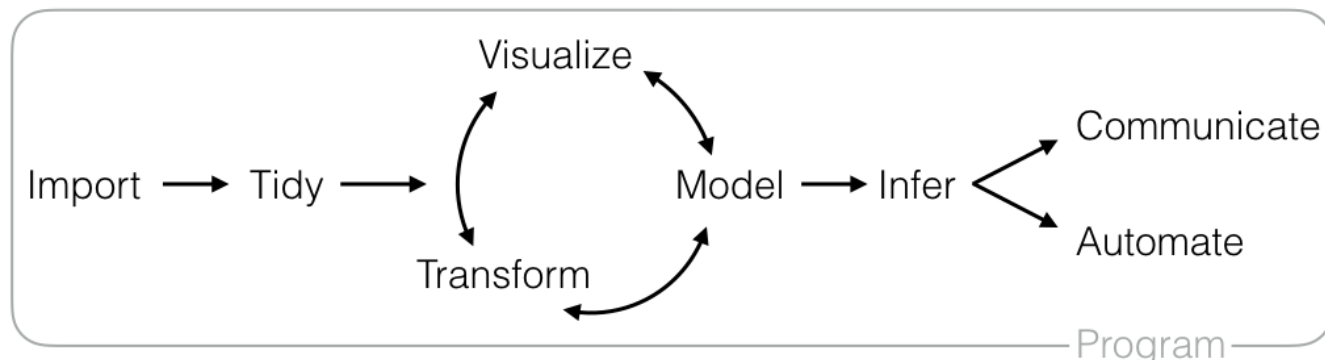 Visualize
Communicate
Import
Tidy
Model
Infer
Automate
Transform
Program